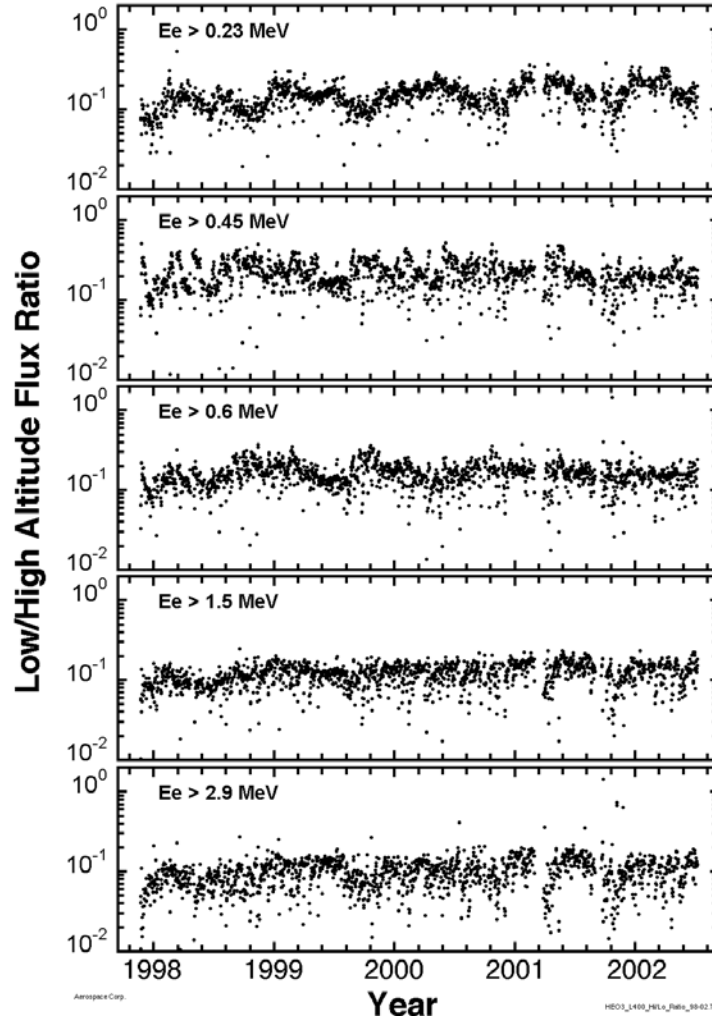 Low/High Altitude Flux Ratio
10^0
Ee > 0.23 MeV
10^-1
10^-2
10^0
Ee > 0.45 MeV
10^-1
10^-2
10^0
Ee > 0.6 MeV
10^-1
10^-2
10^0
Ee > 1.5 MeV
10^-1
10^-2
10^0
Ee > 2.9 MeV
10^-1
10^-2
1998 1999 2000 2001 2002
Aerospace Corp.
Year